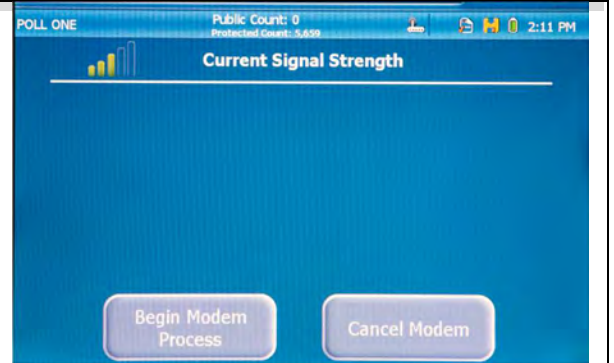 POLL ONE
Public Count: 0
Protected Count: 5,659
2:11 PM
Current Signal Strength
Begin Modem
Process
Cancel Modem